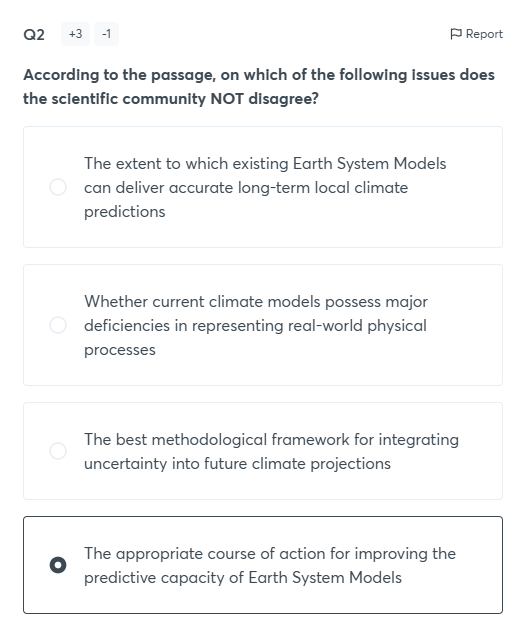 Q2 +3 -1 Report
According to the passage, on which of the following issues does
the scientific community NOT disagree?
The extent to which existing Earth System Models
can deliver accurate long-term local climate
predictions
Whether current climate models possess major
deficiencies in representing real-world physical
processes
The best methodological framework for integrating
uncertainty into future climate projections
The appropriate course of action for improving the
predictive capacity of Earth System Models